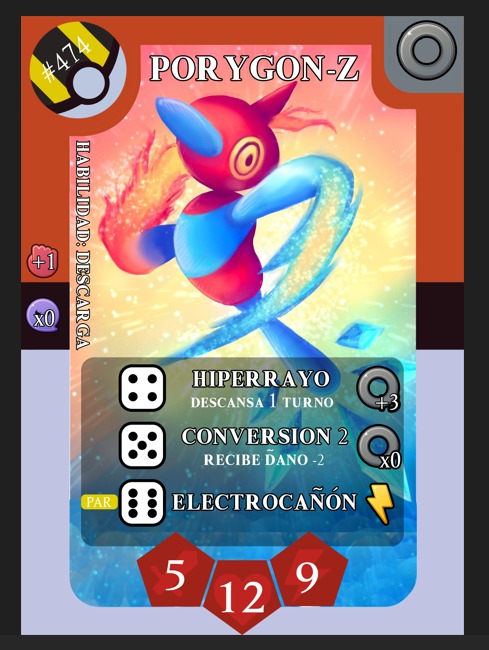 #474
PORYGON-Z
HABILIDAD: DESCARGA
+1
x0
HIPERRAYO
DESCANSA 1 TURNO
+3
CONVERSION 2
RECIBE D̃ANO -2
x0
PAR
ELECTROCAÑÓN
5
12
9